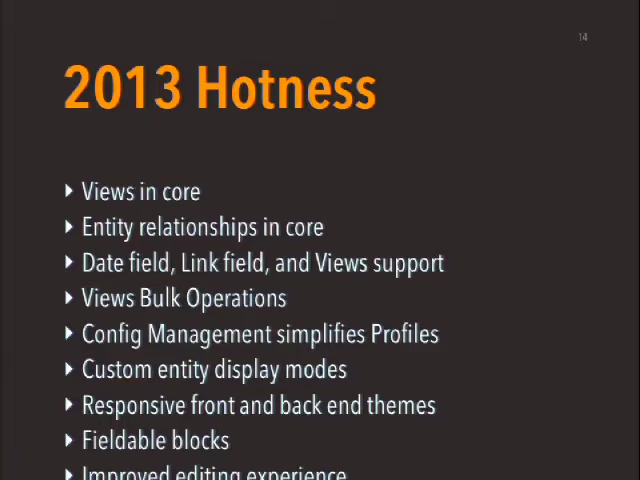 14
2013 Hotness
Views in core
Entity relationships in core
Date field, Link field, and Views support
Views Bulk Operations
Config Management simplifies Profiles
Custom entity display modes
Responsive front and back end themes
Fieldable blocks
Improved editing experience